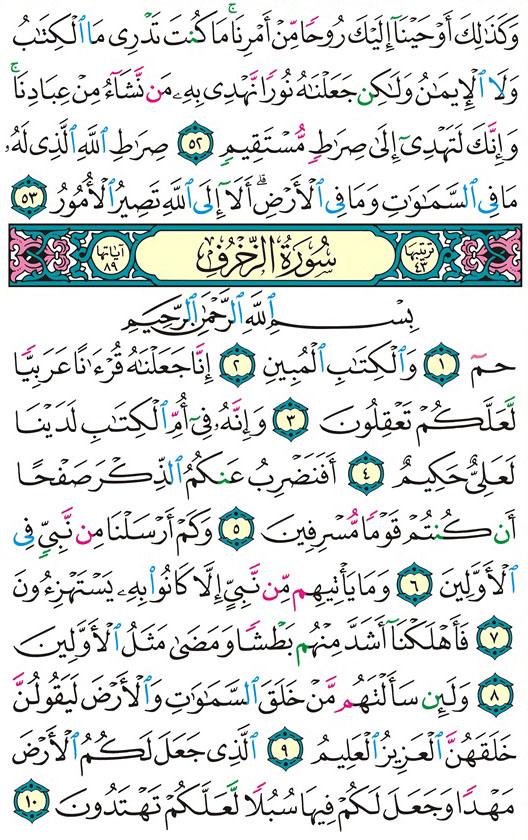 وَكَذَٰلِكَ أَوْحَيْنَآ إِلَيْكَ رُوحًا مِّنْ أَمْرِنَا ۚ مَا كُنتَ تَدْرِى مَا ٱلْكِتَٰبُ
وَلَا ٱلْإِيمَٰنُ وَلَٰكِن جَعَلْنَٰهُ نُورًا نَّهْدِى بِهِۦ مَن نَّشَآءُ مِنْ عِبَادِنَا ۚ
وَإِنَّكَ لَتَهْدِىٓ إِلَىٰ صِرَٰطٍ مُّسْتَقِيمٍ ٥٢ صِرَٰطِ ٱللَّهِ ٱلَّذِى لَهُۥ
مَا فِى ٱلسَّمَٰوَٰتِ وَمَا فِى ٱلْأَرْضِ ۗ أَلَآ إِلَى ٱللَّهِ تَصِيرُ ٱلْأُمُورُ ٥٣
ترتيبها ٤٣ سُورَةُ الزُّخْرُفِ آياتها ٨٩
بِسْمِ ٱللَّهِ ٱلرَّحْمَٰنِ ٱلرَّحِيمِ
حمٓ ١ وَٱلْكِتَٰبِ ٱلْمُبِينِ ٢ إِنَّا جَعَلْنَٰهُ قُرْءَٰنًا عَرَبِيًّا
لَّعَلَّكُمْ تَعْقِلُونَ ٣ وَإِنَّهُۥ فِىٓ أُمِّ ٱلْكِتَٰبِ لَدَيْنَا
لَعَلِىٌّ حَكِيمٌ ٤ أَفَنَضْرِبُ عَنكُمُ ٱلذِّكْرَ صَفْحًا
أَن كُنتُمْ قَوْمًا مُّسْرِفِينَ ٥ وَكَمْ أَرْسَلْنَا مِن نَّبِىٍّ فِى
ٱلْأَوَّلِينَ ٦ وَمَا يَأْتِيهِم مِّن نَّبِىٍّ إِلَّا كَانُوا۟ بِهِۦ يَسْتَهْزِءُونَ
٧ فَأَهْلَكْنَآ أَشَدَّ مِنْهُم بَطْشًا وَمَضَىٰ مَثَلُ ٱلْأَوَّلِينَ
٨ وَلَئِن سَأَلْتَهُم مَّنْ خَلَقَ ٱلسَّمَٰوَٰتِ وَٱلْأَرْضَ لَيَقُولُنَّ
خَلَقَهُنَّ ٱلْعَزِيزُ ٱلْعَلِيمُ ٩ ٱلَّذِى جَعَلَ لَكُمُ ٱلْأَرْضَ
مَهْدًا وَجَعَلَ لَكُمْ فِيهَا سُبُلًا لَّعَلَّكُمْ تَهْتَدُونَ ١٠